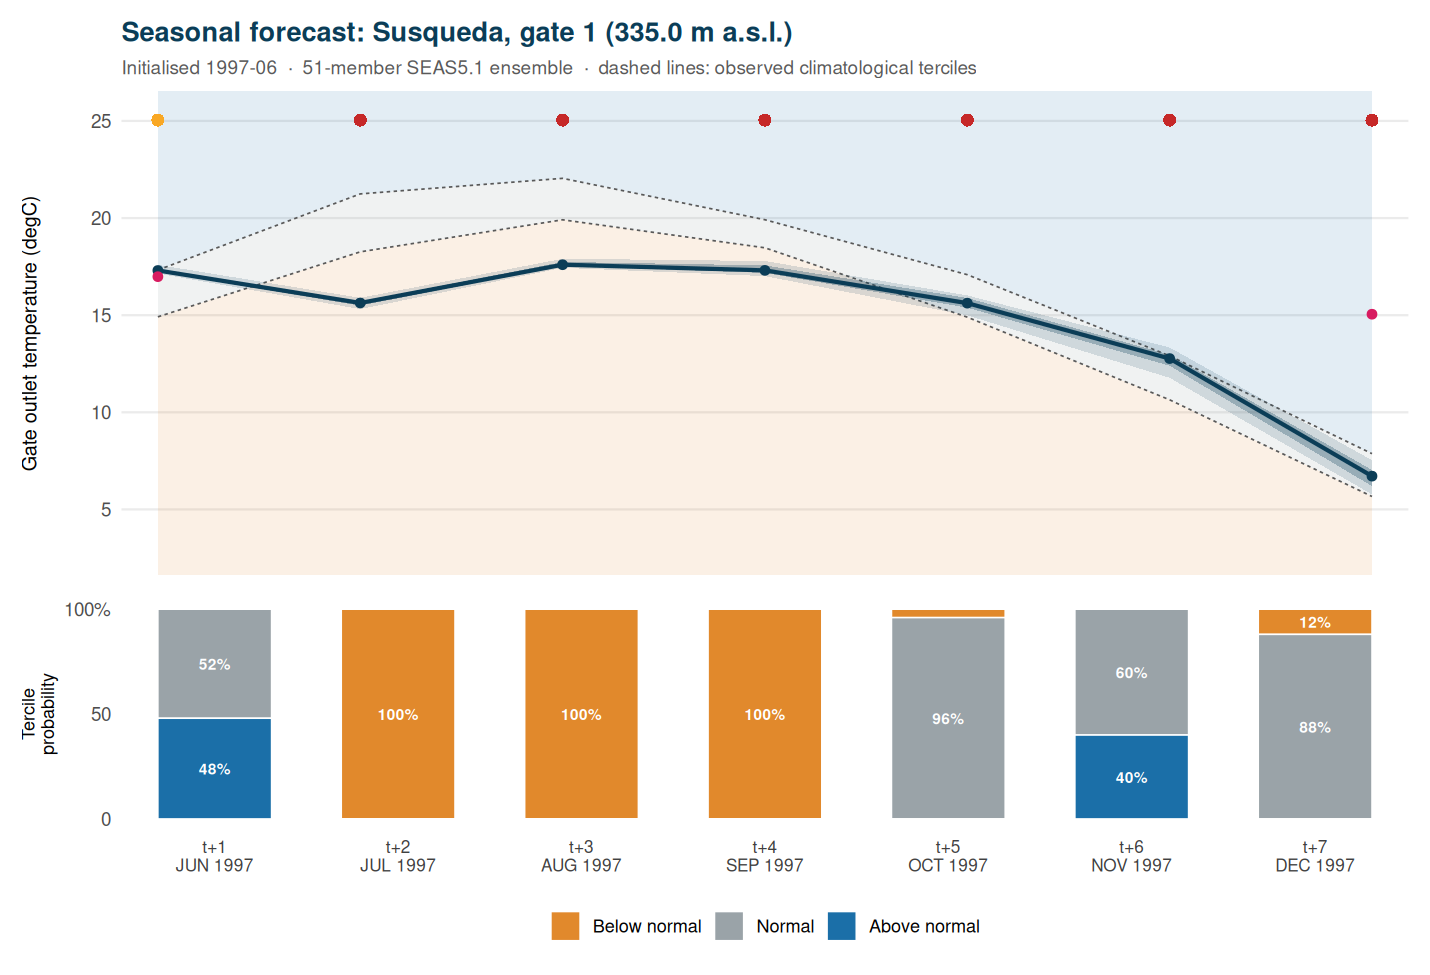 Seasonal forecast: Susqueda, gate 1 (335.0 m a.s.l.)
Initialised 1997-06 · 51-member SEAS5.1 ensemble · dashed lines: observed climatological terciles
Gate outlet temperature (degC)
25
20
15
10
5
Tercile
probability
100%
50
0
52%
48%
100%
100%
100%
96%
60%
40%
12%
88%
t+1
JUN 1997
t+2
JUL 1997
t+3
AUG 1997
t+4
SEP 1997
t+5
OCT 1997
t+6
NOV 1997
t+7
DEC 1997
Below normal
Normal
Above normal